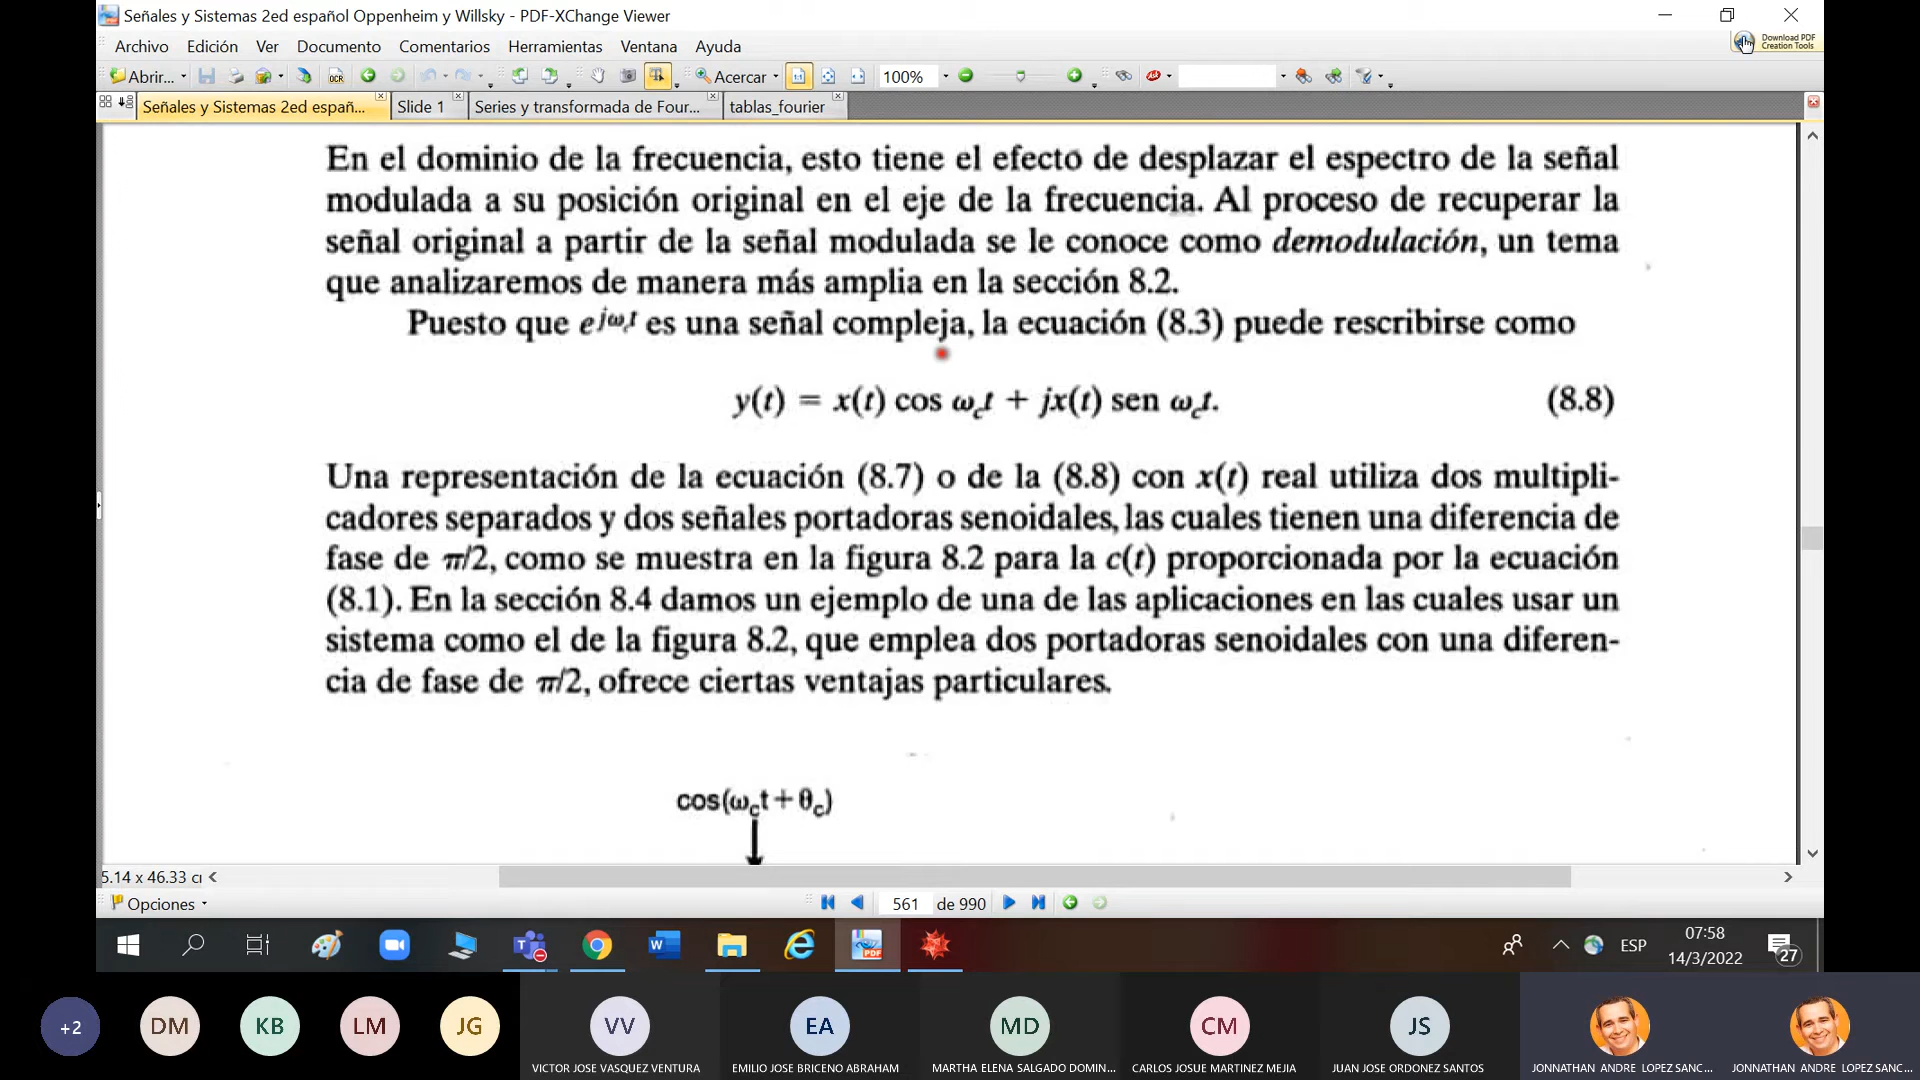 Señales y Sistemas 2ed español Oppenheim y Willsky - PDF-XChange Viewer
Archivo Edición Ver Documento Comentarios Herramientas Ventana Ayuda
Download PDF
Creation Tools
Abrir... OCR Acercar 100%
Señales y Sistemas 2ed españ... Slide 1 Series y transformada de Four... tablas_fourier
En el dominio de la frecuencia, esto tiene el efecto de desplazar el espectro de la señal
modulada a su posición original en el eje de la frecuencia. Al proceso de recuperar la
señal original a partir de la señal modulada se le conoce como demodulación, un tema
que analizaremos de manera más amplia en la sección 8.2.
Puesto que e^{jω_ct} es una señal compleja, la ecuación (8.3) puede rescribirse como
y(t) = x(t) cos ω_ct + jx(t) sen ω_ct. (8.8)
Una representación de la ecuación (8.7) o de la (8.8) con x(t) real utiliza dos multipli-
cadores separados y dos señales portadoras senoidales, las cuales tienen una diferencia de
fase de π/2, como se muestra en la figura 8.2 para la c(t) proporcionada por la ecuación
(8.1). En la sección 8.4 damos un ejemplo de una de las aplicaciones en las cuales usar un
sistema como el de la figura 8.2, que emplea dos portadoras senoidales con una diferen-
cia de fase de π/2, ofrece ciertas ventajas particulares.
cos(ω_ct+θ_c)
5.14 x 46.33 c
Opciones 561 de 990
ESP 07:58
14/3/2022 27
+2 DM KB LM JG VV EA MD CM JS
VICTOR JOSE VASQUEZ VENTURA EMILIO JOSE BRICENO ABRAHAM MARTHA ELENA SALGADO DOMIN... CARLOS JOSUE MARTINEZ MEJIA JUAN JOSE ORDONEZ SANTOS JONNATHAN ANDRE LOPEZ SANC... JONNATHAN ANDRE LOPEZ SANC...